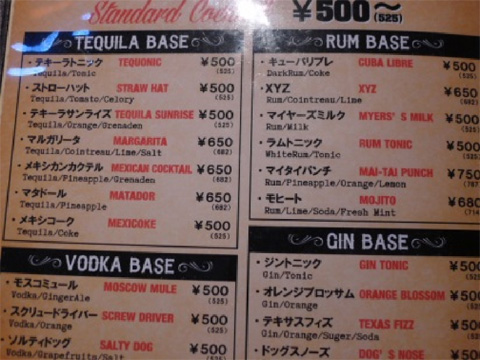 Standard
¥500~(525)
TEQUILA BASE
・テキーラトニック TEQUONIC ¥500
Tequila/Tonic (525)
・ストローハット STRAW HAT ¥500
Tequila/Tomato/Celory (525)
・テキーラサンライズ TEQUILA SUNRISE ¥500
Tequila/Orange/Grenaden (525)
・マルガリータ MARGARITA ¥650
Tequila/Cointreau/Lime/Salt (682)
・メキシカンカクテル MEXICAN COCKTAIL ¥650
Tequila/Pineapple/Grenaden (683)
・マタドール MATADOR ¥650
Tequila/Pineapple (682)
・メキシコーク MEXICOKE ¥500
Tequila/Coke (525)
VODKA BASE
・モスコミュール MOSCOW MULE ¥500
Vodka/GingerAle (525)
・スクリュードライバー SCREW DRIVER ¥500
Vodka/Orange (525)
・ソルティドッグ SALTY DOG ¥500
Vodka/Grapefruits/Salt
RUM BASE
・キューバリブレ CUBA LIBRE ¥500
DarkRum/Coke (525)
・XYZ XYZ ¥650
Rum/Cointreau/Lime
・マイヤーズミルク MYERS' S MILK ¥500
Rum/Milk (525)
・ラムトニック RUM TONIC ¥500
WhiteRum/Tonic (525)
・マイタイパンチ MAI-TAI PUNCH ¥750
Rum/Pineapple/Orange/Lemon
・モヒート MOJITO ¥680
Rum/Lime/Soda/Fresh Mint
GIN BASE
・ジントニック GIN TONIC ¥500
Gin/Tonic (525)
・オレンジブロッサム ORANGE BLOSSOM ¥500
Gin/Orange (525)
・テキサスフィズ TEXAS FIZZ ¥500
Gin/Orange/Suger/Soda (525)
・ドッグスノーズ DOG' S NOSE ¥500